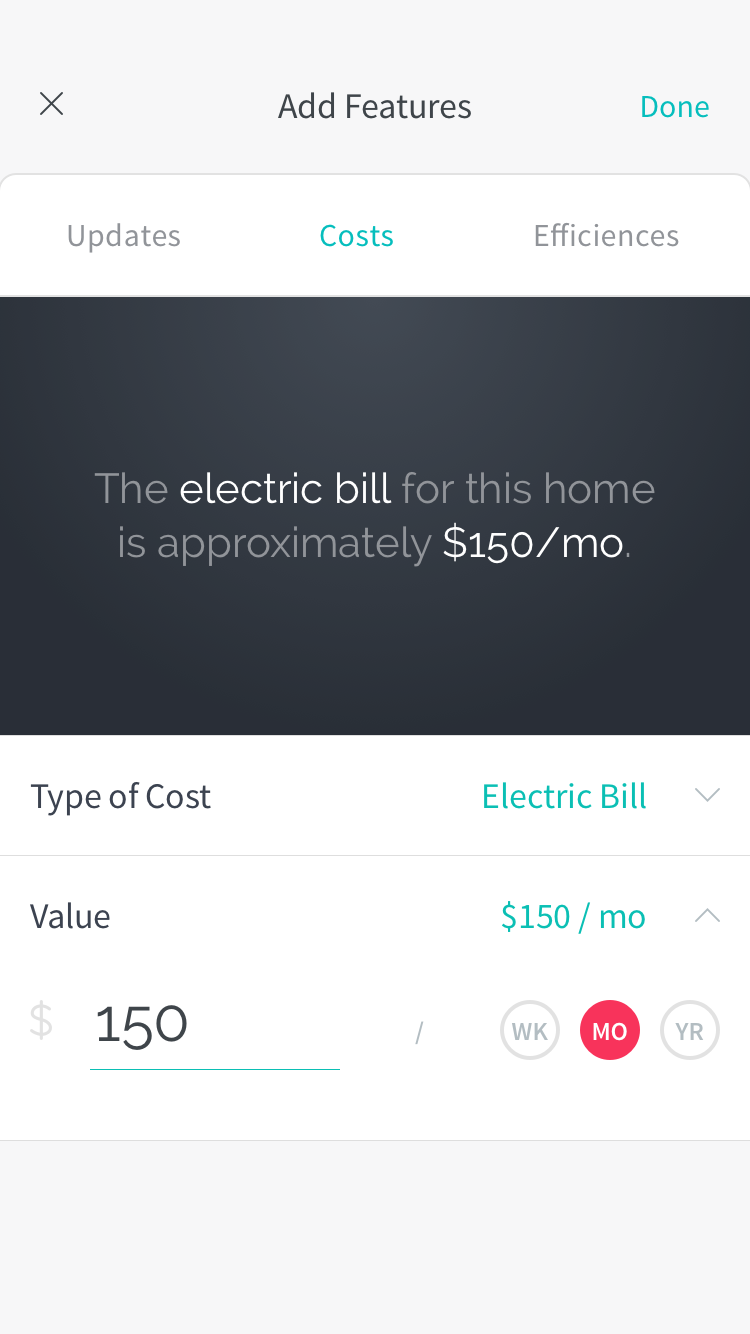 Add Features
Done
Updates
Costs
Efficiences
The electric bill for this home
is approximately $150/mo.
Type of Cost
Electric Bill
Value
$150 / mo
$ 150 / WK MO YR